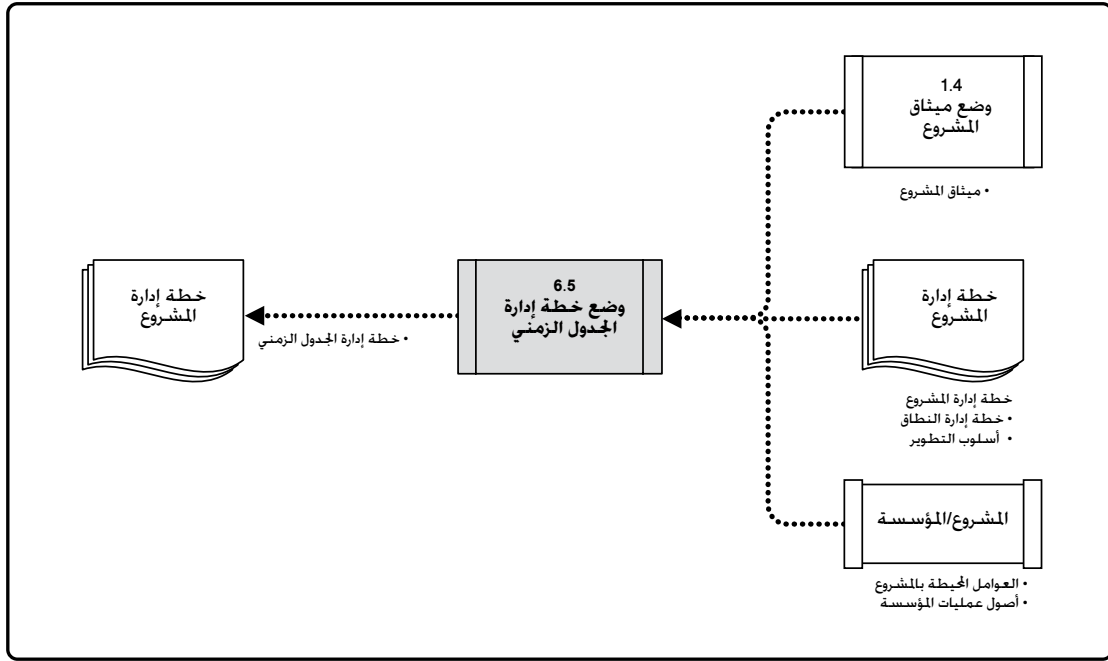 1.4
وضع ميثاق
المشروع
• ميثاق المشروع
خطة إدارة
المشروع
خطة إدارة المشروع
• خطة إدارة النطاق
• أسلوب التطوير
المشروع/المؤسسة
• العوامل المحيطة بالمشروع
• أصول عمليات المؤسسة
6.5
وضع خطة إدارة
الجدول الزمني
• خطة إدارة الجدول الزمني
خطة إدارة
المشروع